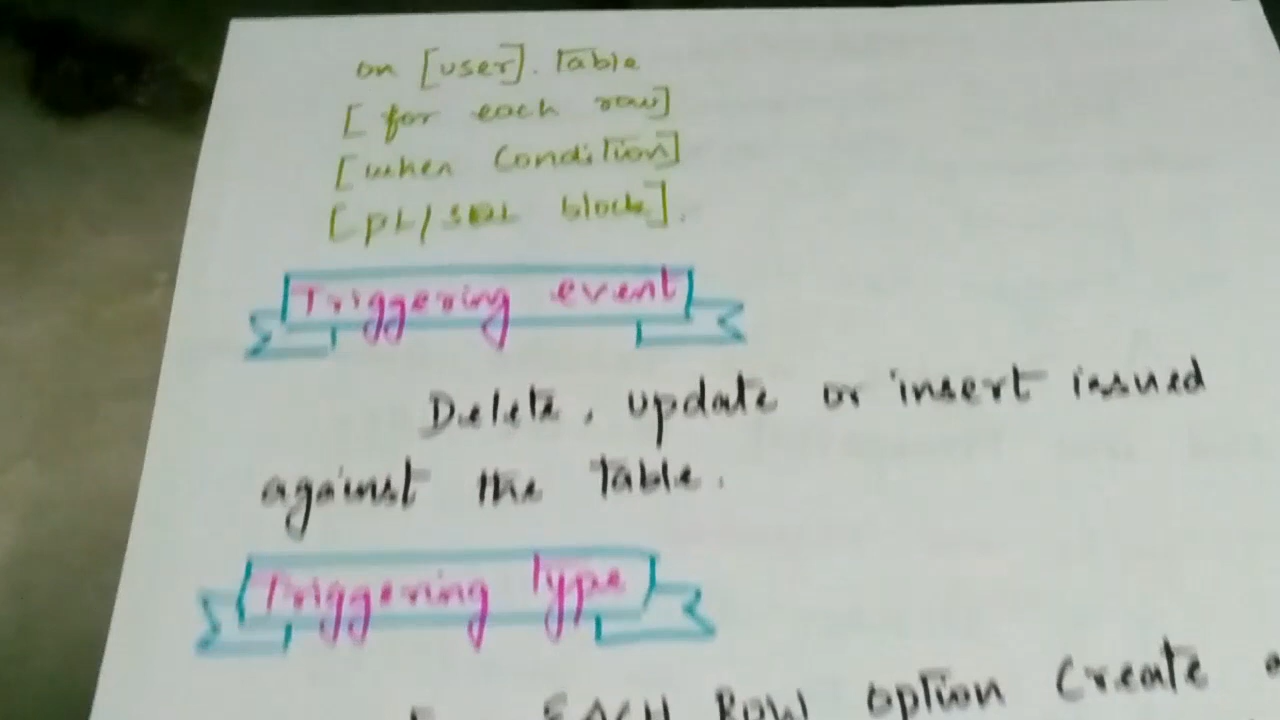 on [user]. Table
[ for each row]
[when Condition]
[PL/SQL block].
Triggering event
Delete, update or insert issued
against the Table.
Triggering Type
EACH ROW option Create